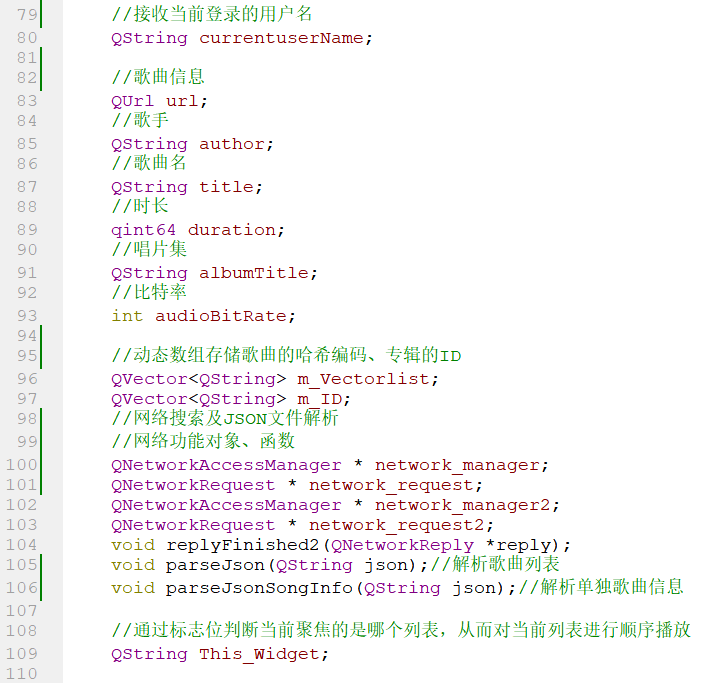 79 //接收当前登录的用户名
80 QString currentuserName;
81
82 //歌曲信息
83 QUrl url;
84 //歌手
85 QString author;
86 //歌曲名
87 QString title;
88 //时长
89 qint64 duration;
90 //唱片集
91 QString albumTitle;
92 //比特率
93 int audioBitRate;
94
95 //动态数组存储歌曲的哈希编码、专辑的ID
96 QVector<QString> m_Vectorlist;
97 QVector<QString> m_ID;
98 //网络搜索及JSON文件解析
99 //网络功能对象、函数
100 QNetworkAccessManager * network_manager;
101 QNetworkRequest * network_request;
102 QNetworkAccessManager * network_manager2;
103 QNetworkRequest * network_request2;
104 void replyFinished2(QNetworkReply *reply);
105 void parseJson(QString json);//解析歌曲列表
106 void parseJsonSongInfo(QString json);//解析单独歌曲信息
107
108 //通过标志位判断当前聚焦的是哪个列表，从而对当前列表进行顺序播放
109 QString This_Widget;
110